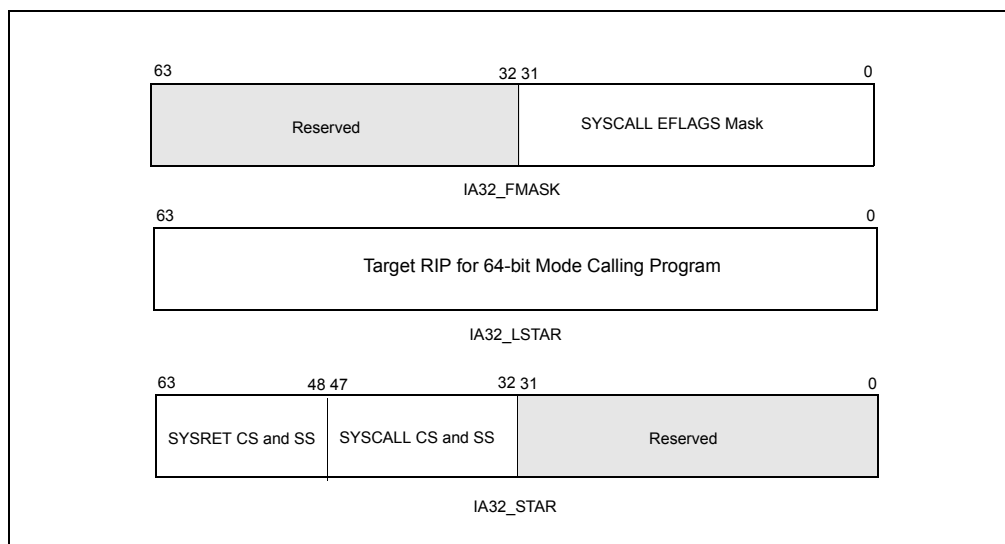 63 32 31 0
Reserved SYSCALL EFLAGS Mask
IA32_FMASK
63 0
Target RIP for 64-bit Mode Calling Program
IA32_LSTAR
63 48 47 32 31 0
SYSRET CS and SS SYSCALL CS and SS Reserved
IA32_STAR